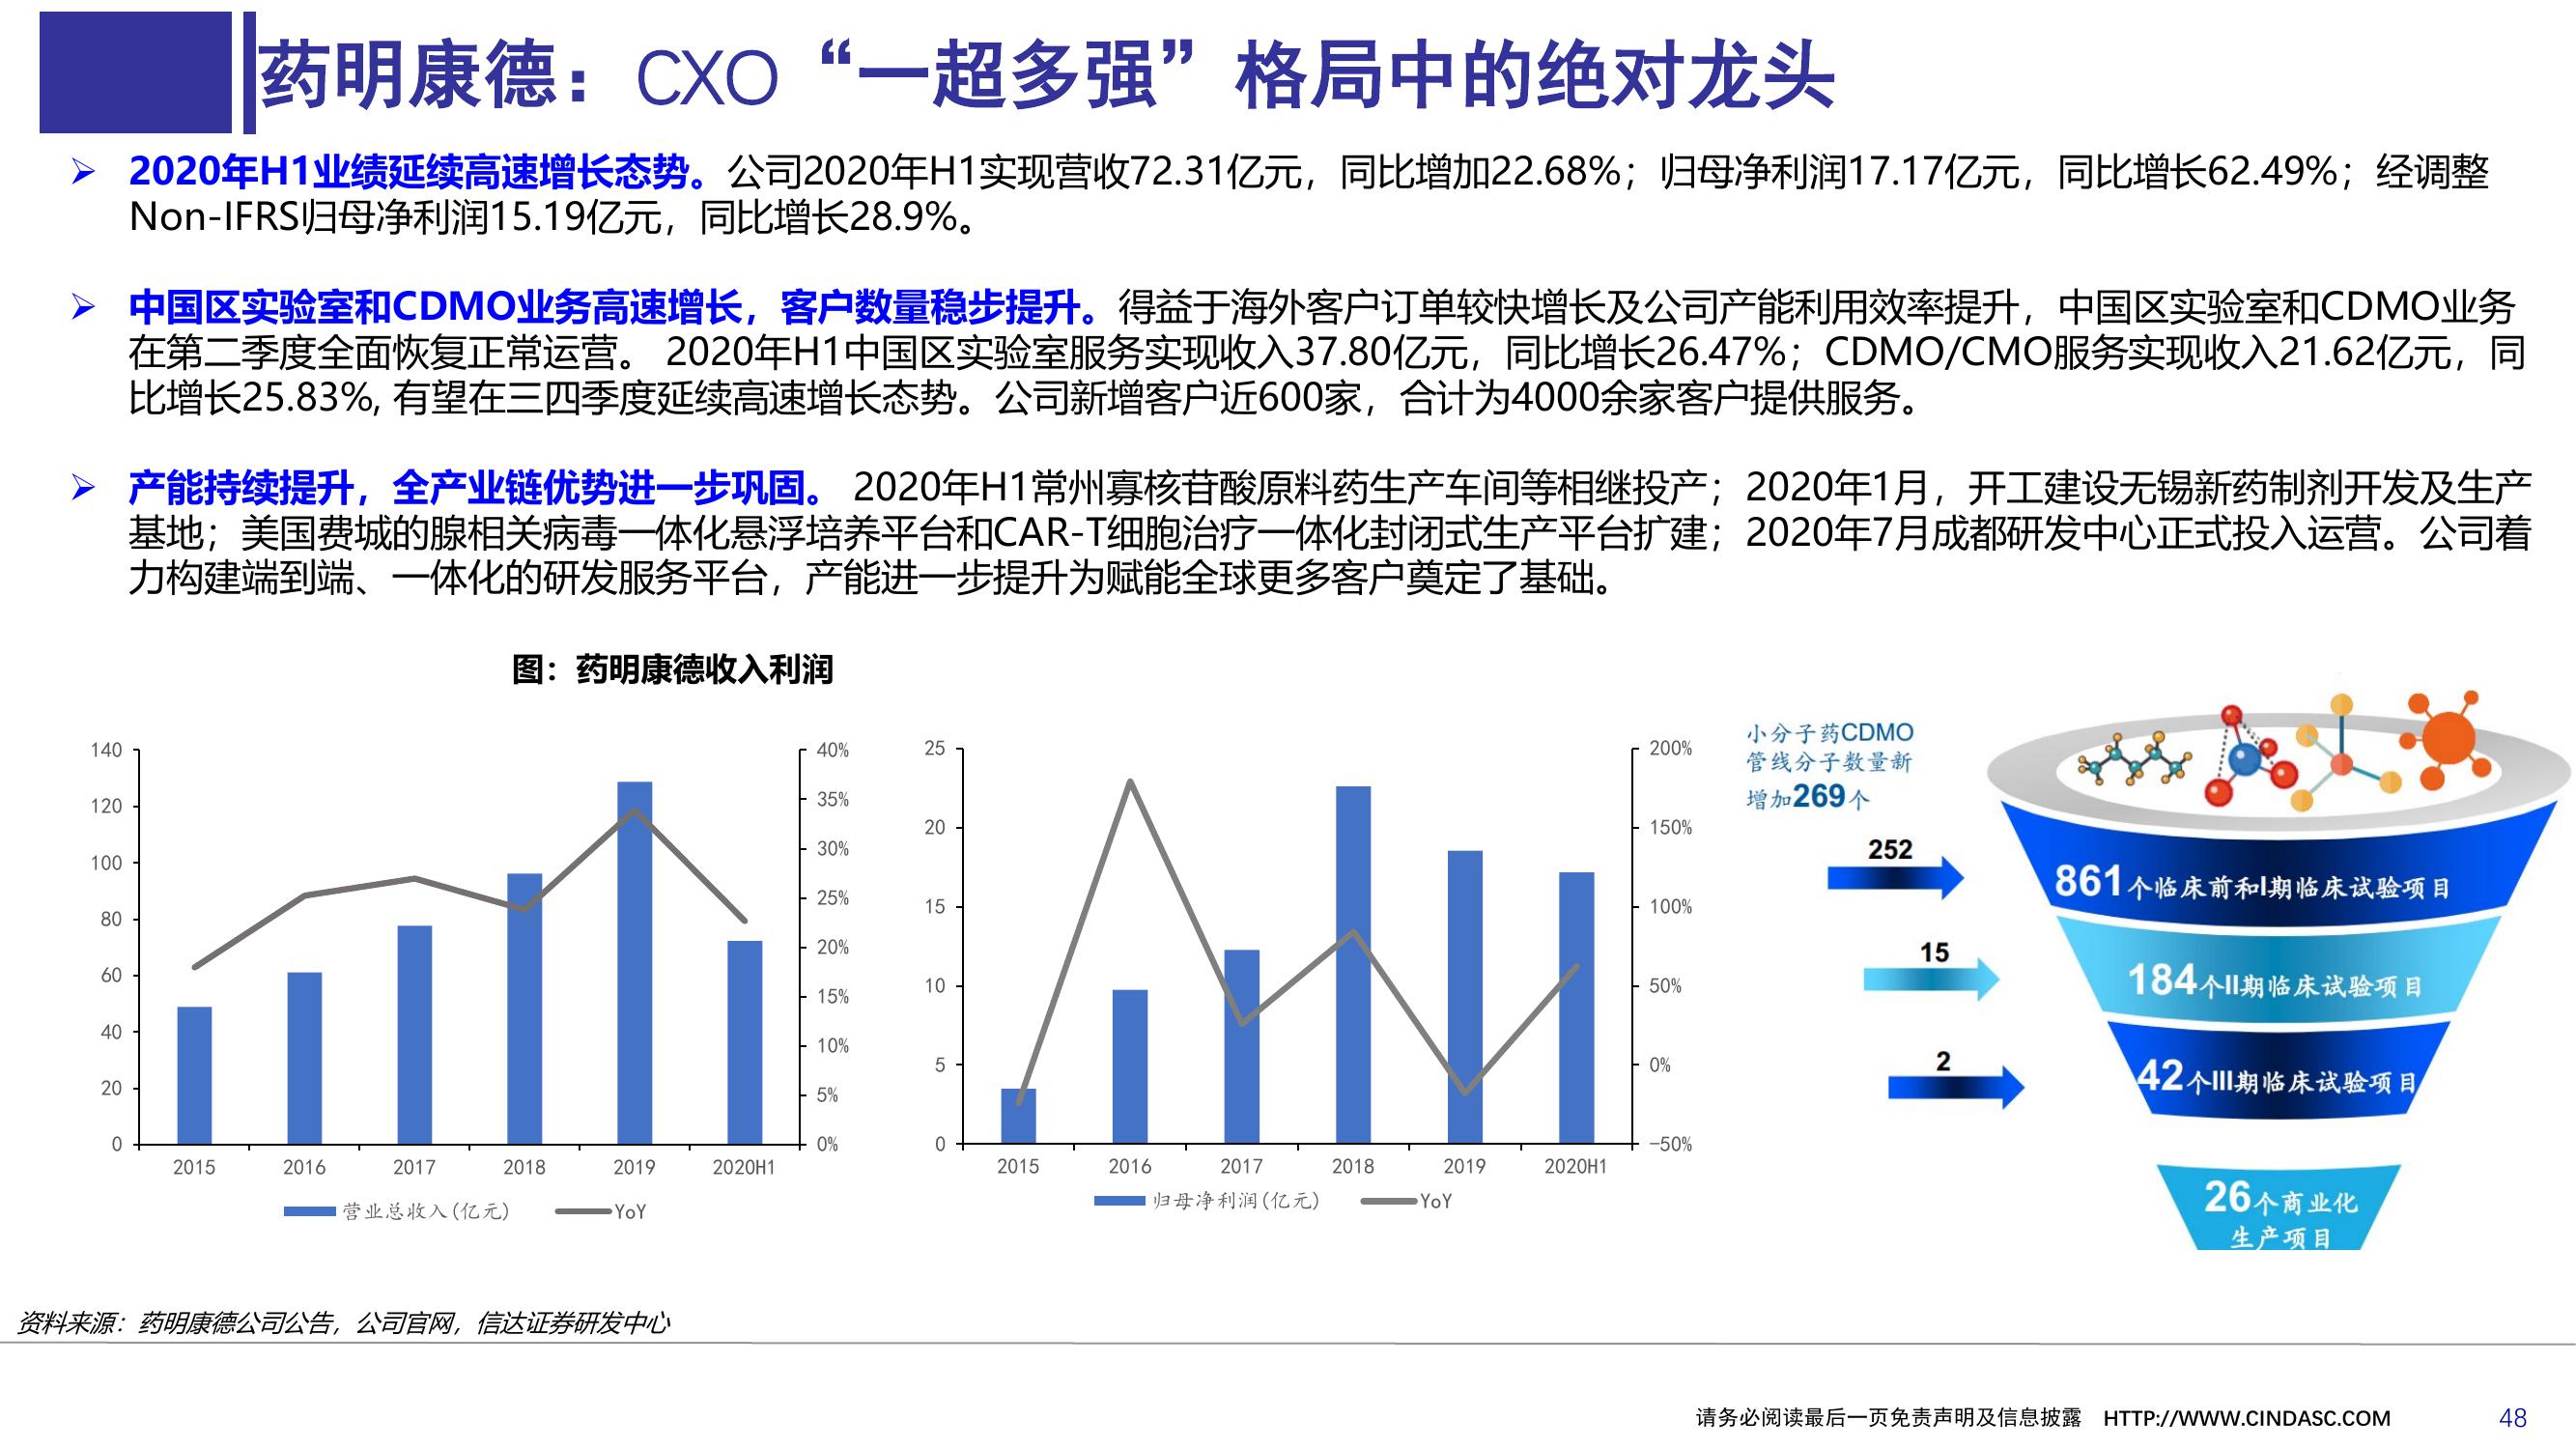 药明康德：CXO“一超多强”格局中的绝对龙头
➢ 2020年H1业绩延续高速增长态势。公司2020年H1实现营收72.31亿元，同比增加22.68%；归母净利润17.17亿元，同比增长62.49%；经调整
Non-IFRS归母净利润15.19亿元，同比增长28.9%。
➢ 中国区实验室和CDMO业务高速增长，客户数量稳步提升。得益于海外客户订单较快增长及公司产能利用效率提升，中国区实验室和CDMO业务
在第二季度全面恢复正常运营。 2020年H1中国区实验室服务实现收入37.80亿元，同比增长26.47%；CDMO/CMO服务实现收入21.62亿元，同
比增长25.83%, 有望在三四季度延续高速增长态势。公司新增客户近600家，合计为4000余家客户提供服务。
➢ 产能持续提升，全产业链优势进一步巩固。 2020年H1常州寡核苷酸原料药生产车间等相继投产；2020年1月，开工建设无锡新药制剂开发及生产
基地；美国费城的腺相关病毒一体化悬浮培养平台和CAR-T细胞治疗一体化封闭式生产平台扩建；2020年7月成都研发中心正式投入运营。公司着
力构建端到端、一体化的研发服务平台，产能进一步提升为赋能全球更多客户奠定了基础。
图：药明康德收入利润
140
120
100
80
60
40
20
0
40%
35%
30%
25%
20%
15%
10%
5%
0%
2015 2016 2017 2018 2019 2020H1
营业总收入(亿元) YoY
25
20
15
10
5
0
200%
150%
100%
50%
0%
-50%
2015 2016 2017 2018 2019 2020H1
归母净利润(亿元) YoY
小分子药CDMO
管线分子数量新
增加269个
252
861个临床前和I期临床试验项目
15
184个II期临床试验项目
2
42个III期临床试验项目
26个商业化
生产项目
资料来源：药明康德公司公告，公司官网，信达证券研发中心
请务必阅读最后一页免责声明及信息披露 HTTP://WWW.CINDASC.COM 48